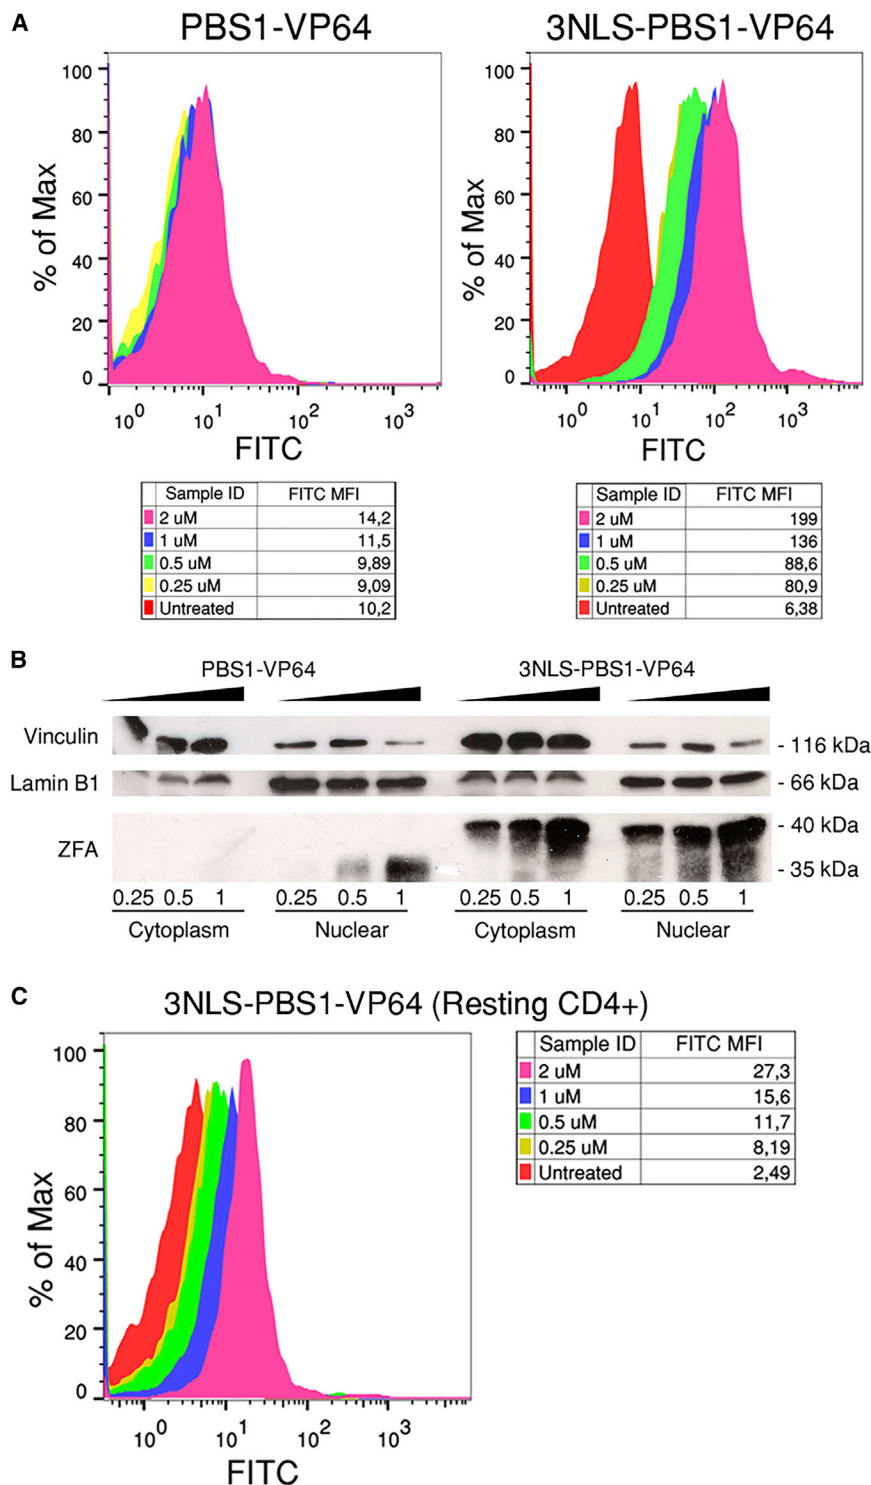 A
PBS1-VP64
3NLS-PBS1-VP64
% of Max
100
80
60
40
20
0
10^0 10^1 10^2 10^3
FITC
% of Max
100
80
60
40
20
0
10^0 10^1 10^2 10^3
FITC
Sample ID FITC MFI
2 uM 14,2
1 uM 11,5
0.5 uM 9,89
0.25 uM 9,09
Untreated 10,2
Sample ID FITC MFI
2 uM 199
1 uM 136
0.5 uM 88,6
0.25 uM 80,9
Untreated 6,38
B
PBS1-VP64 3NLS-PBS1-VP64
Vinculin - 116 kDa
Lamin B1 - 66 kDa
ZFA - 40 kDa
- 35 kDa
0.25 0.5 1 0.25 0.5 1 0.25 0.5 1 0.25 0.5 1
Cytoplasm Nuclear Cytoplasm Nuclear
C
3NLS-PBS1-VP64 (Resting CD4+)
% of Max
100
80
60
40
20
0
10^0 10^1 10^2 10^3
FITC
Sample ID FITC MFI
2 uM 27,3
1 uM 15,6
0.5 uM 11,7
0.25 uM 8,19
Untreated 2,49